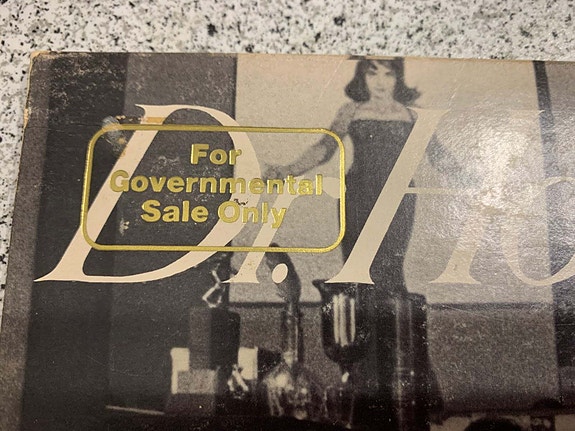 For
Governmental
Sale Only
Dr. Ho